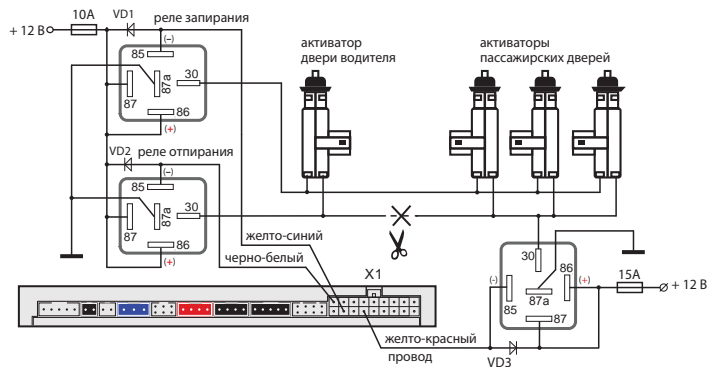 10A
VD1
реле запирания
+ 12 В
(–)
85
30
87a
87
86
(+)
активатор
двери водителя
активаторы
пассажирских дверей
VD2
реле отпирания
(–)
85
30
87a
87
86
(+)
желто-синий
черно-белый
X1
30
(-)
86
(+)
15A
+ 12 В
85
87a
87
желто-красный
провод
VD3